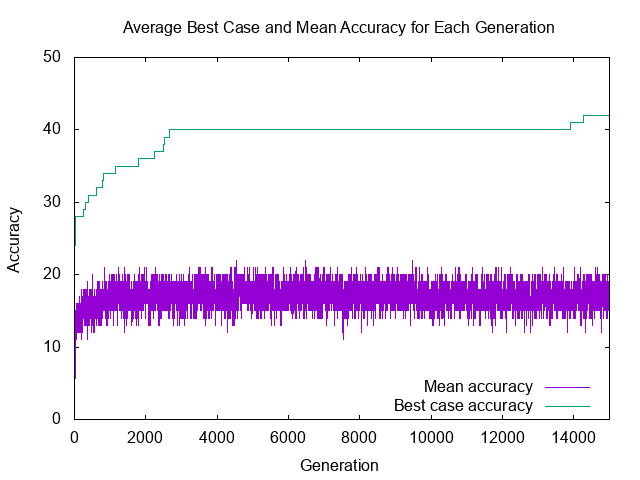 Average Best Case and Mean Accuracy for Each Generation
50
40
30
20
10
0
Accuracy
Mean accuracy
Best case accuracy
0 2000 4000 6000 8000 10000 12000 14000
Generation